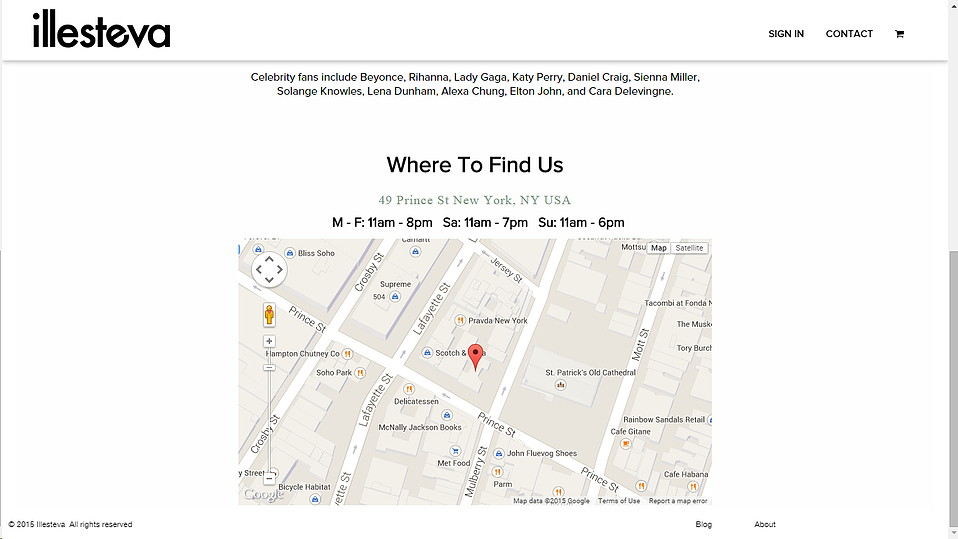 illesteva
SIGN IN
CONTACT
Celebrity fans include Beyonce, Rihanna, Lady Gaga, Katy Perry, Daniel Craig, Sienna Miller,
Solange Knowles, Lena Dunham, Alexa Chung, Elton John, and Cara Delevingne.
Where To Find Us
49 Prince St New York, NY USA
M - F: 11am - 8pm Sa: 11am - 7pm Su: 11am - 6pm
Map
Satellite
Bliss Soho
Crosby St
Jersey St
Supreme
504
Lafayette St
Prince St
Pravda New York
Tacombi at Fonda N
The Musk
Mott St
Tory Burch
Hampton Chutney Co
Scotch &
Soho Park
St. Patrick's Old Cathedral
Delicatessen
Lafayette St
McNally Jackson Books
Prince St
Rainbow Sandals Retail
Cafe Gitane
Crosby St
Met Food
Mulberry St
John Fluevog Shoes
Parm
Prince St
Cafe Habana
y Street
yette St
Bicycle Habitat
Google
Map data ©2015 Google
Terms of Use
Report a map error
© 2015 Illesteva All rights reserved
Blog
About